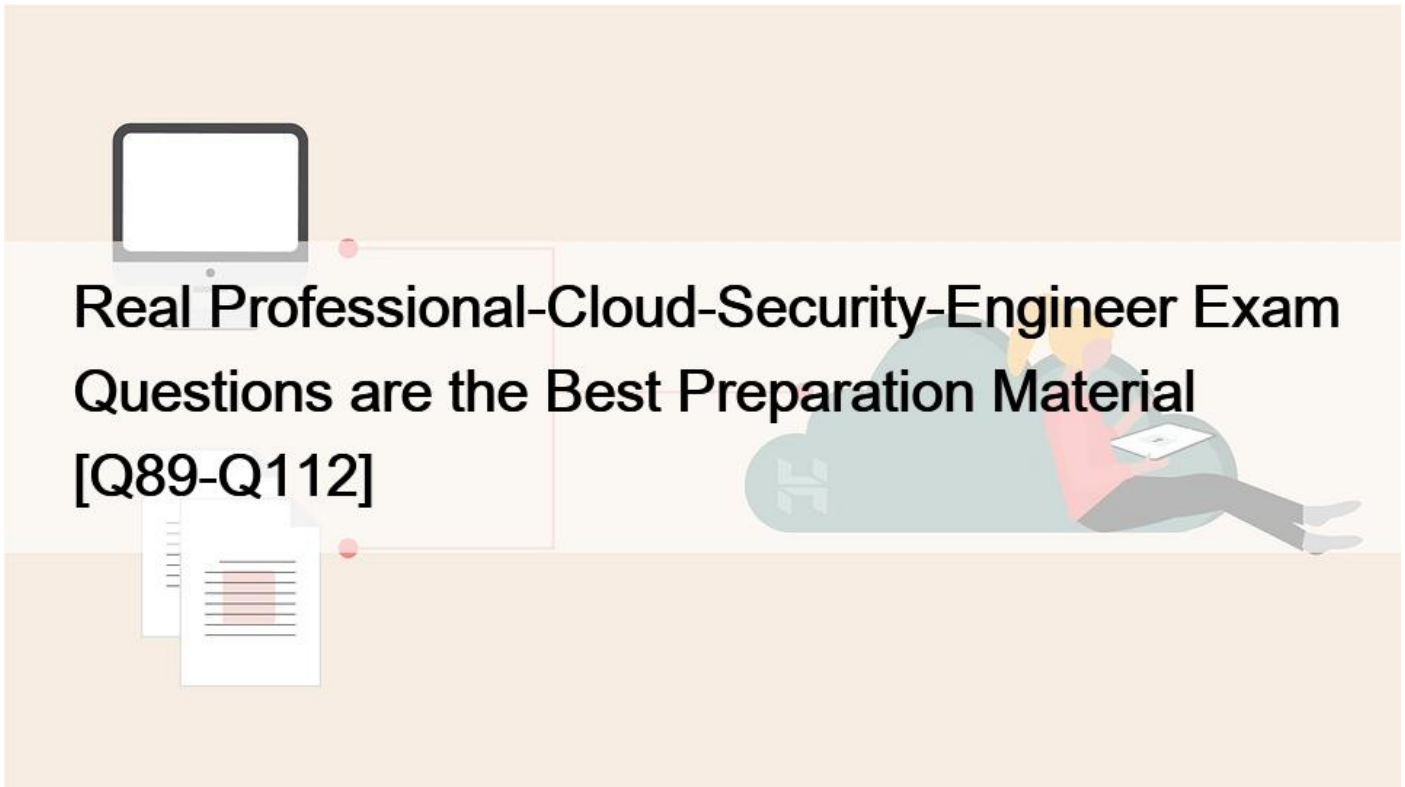 Real Professional-Cloud-Security-Engineer Exam
Questions are the Best Preparation Material
[Q89-Q112]